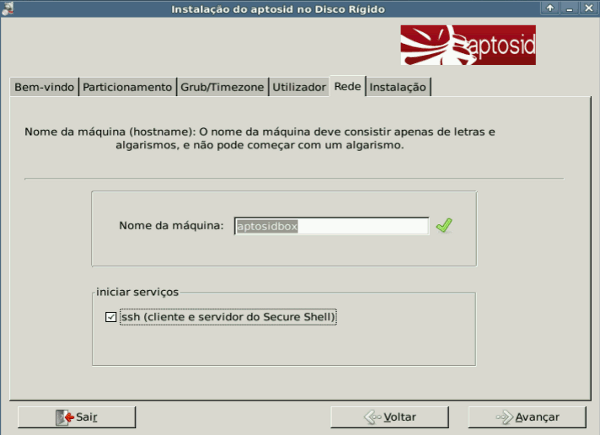 Instalação do aptosid no Disco Rígido
aptosid
Bem-vindo Particionamento Grub/Timezone Utilizador Rede Instalação
Nome da máquina (hostname): O nome da máquina deve consistir apenas de letras e
algarismos, e não pode começar com um algarismo.
Nome da máquina: aptosidbox
iniciar serviços
ssh (cliente e servidor do Secure Shell)
Sair Voltar Avançar